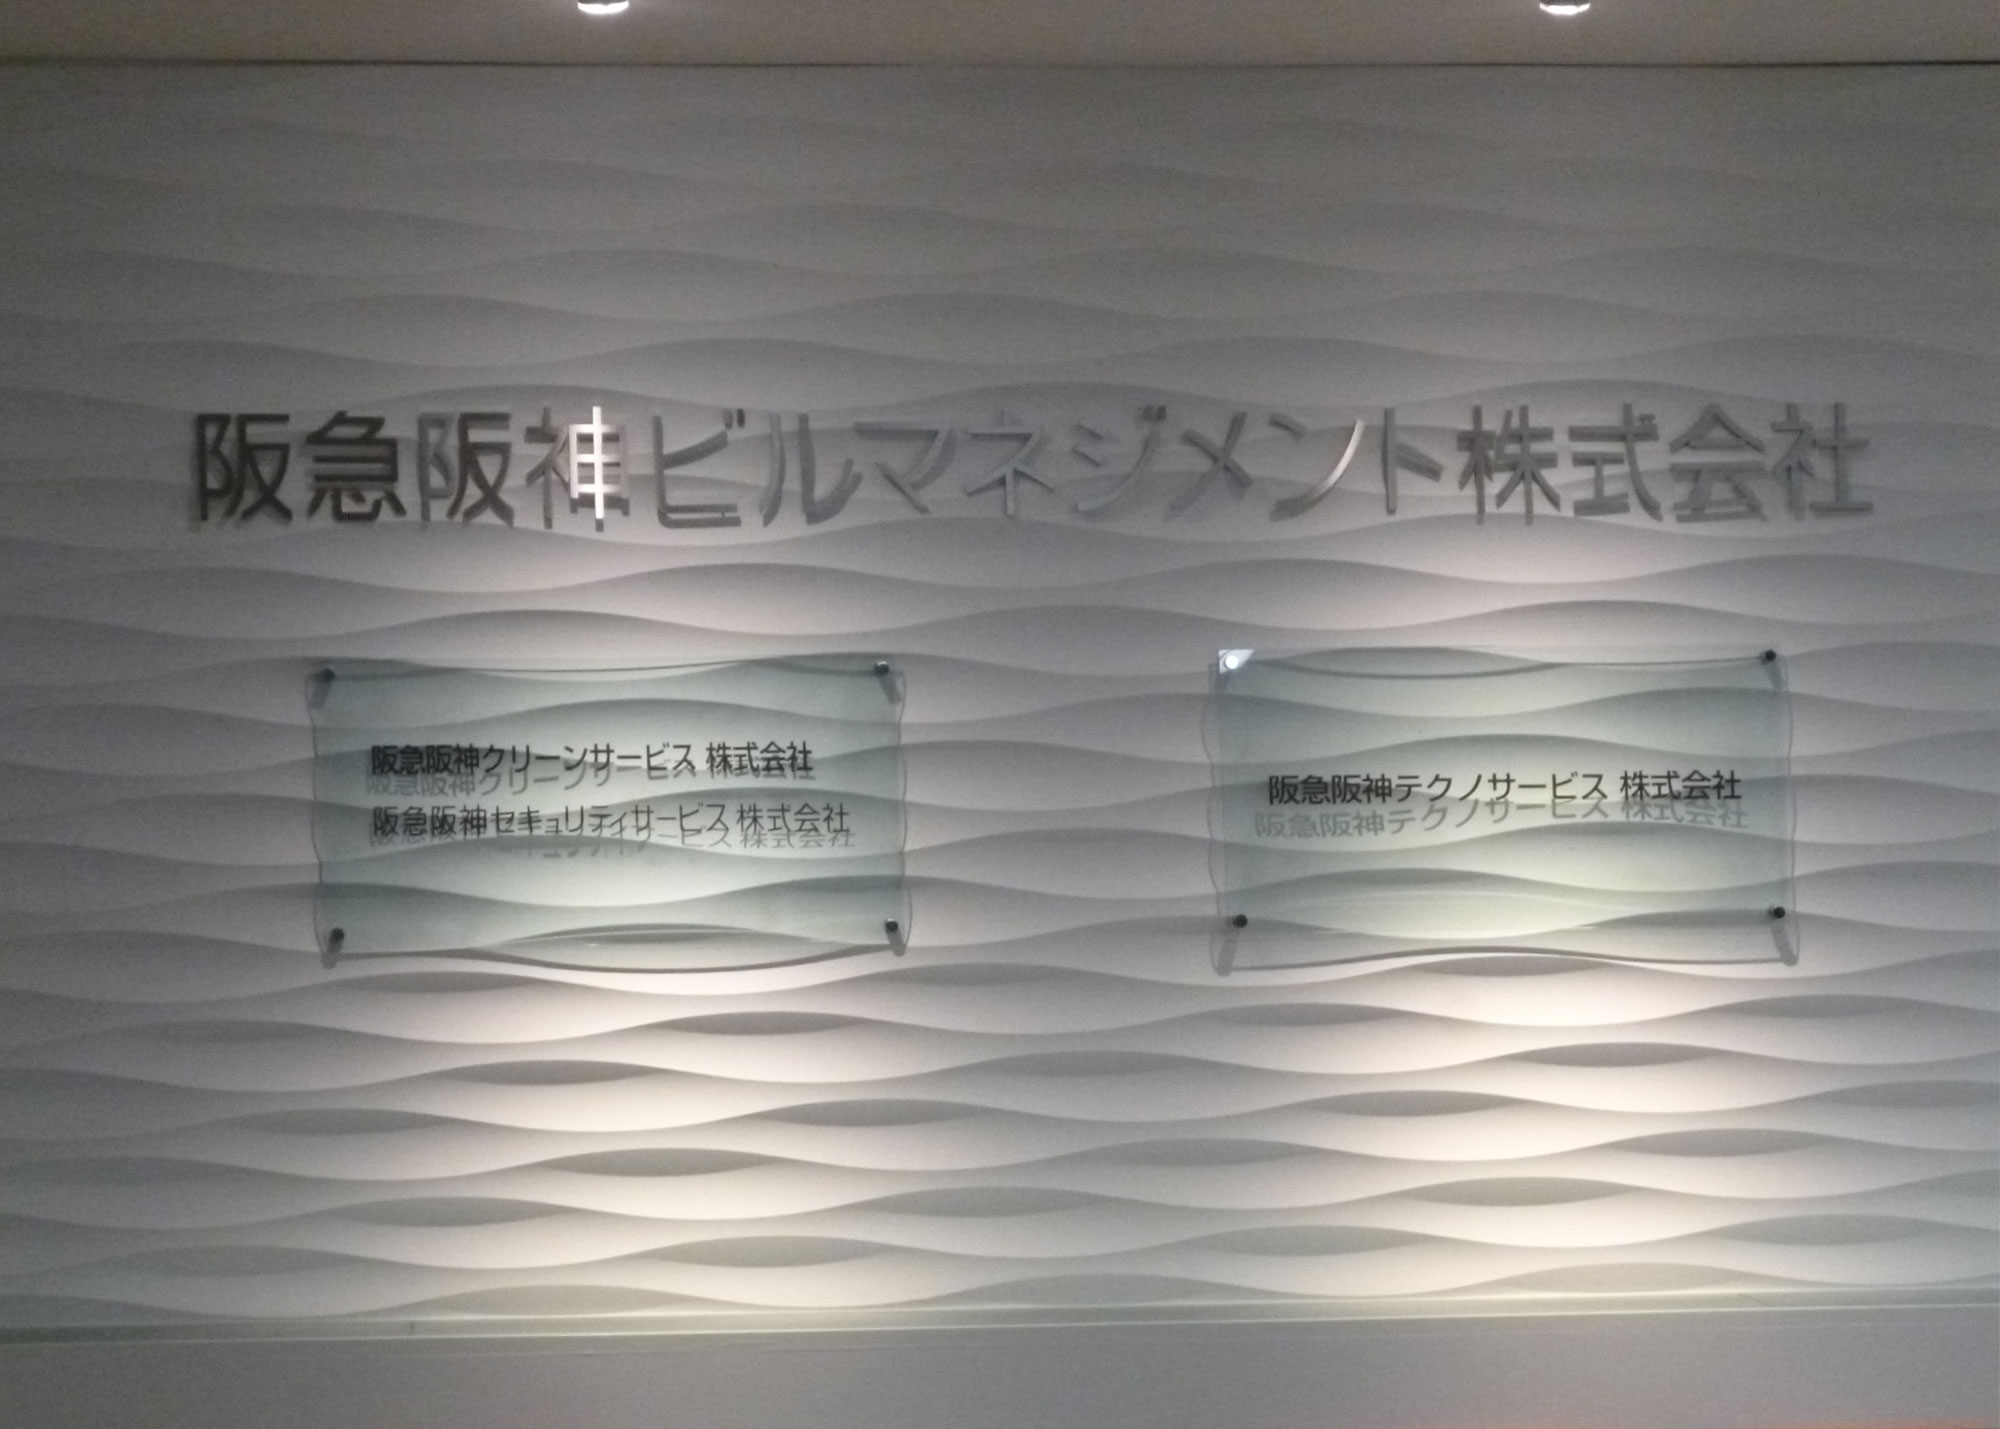 阪急阪神ビルマネジメント株式会社
阪急阪神クリーンサービス 株式会社
阪急阪神セキュリティサービス 株式会社
阪急阪神テクノサービス 株式会社